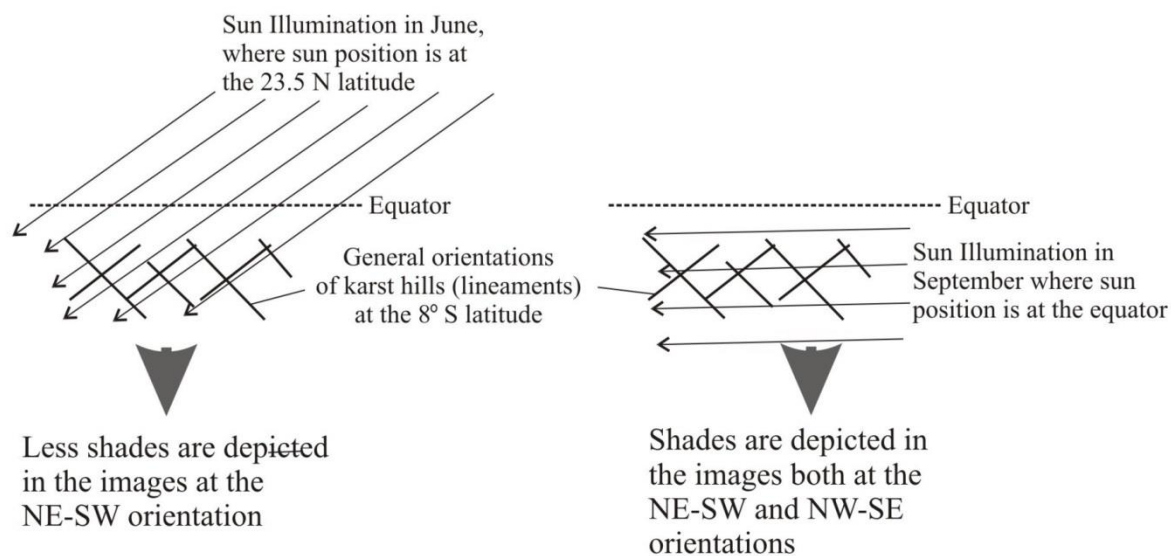 Sun Illumination in June,
where sun position is at
the 23.5 N latitude
Equator
General orientations
of karst hills (lineaments)
at the 8° S latitude
Less shades are depicted
in the images at the
NE-SW orientation
Equator
Sun Illumination in
September where sun
position is at the equator
Shades are depicted in
the images both at the
NE-SW and NW-SE
orientations